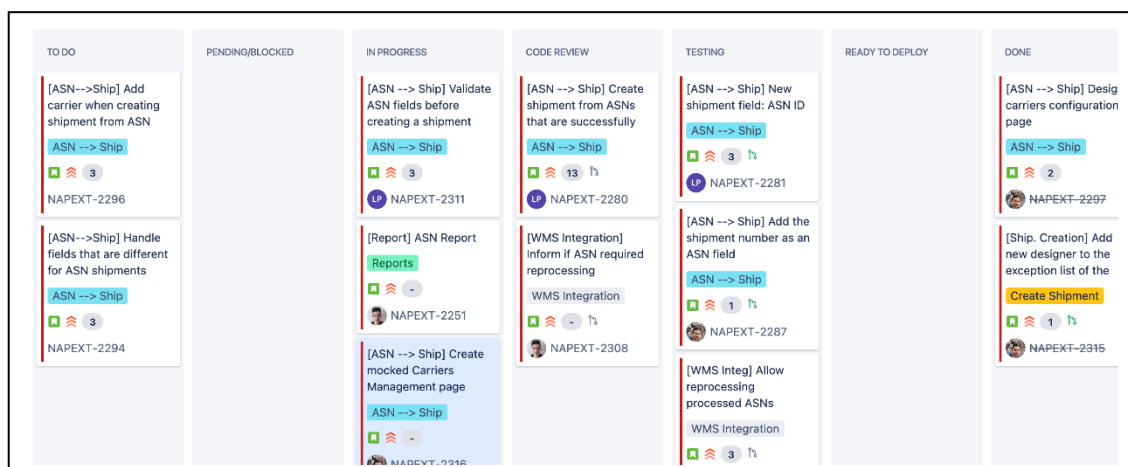 TO DO
[ASN-->Ship] Add
carrier when creating
shipment from ASN
ASN --> Ship
3
NAPEXT-2296
[ASN-->Ship] Handle
fields that are different
for ASN shipments
ASN --> Ship
3
NAPEXT-2294
PENDING/BLOCKED
IN PROGRESS
[ASN --> Ship] Validate
ASN fields before
creating a shipment
ASN --> Ship
3
LP NAPEXT-2311
[Report] ASN Report
Reports
-
NAPEXT-2251
[ASN --> Ship] Create
mocked Carriers
Management page
ASN --> Ship
-
NAPEXT-2316
CODE REVIEW
[ASN --> Ship] Create
shipment from ASNs
that are successfully
ASN --> Ship
13
LP NAPEXT-2280
[WMS Integration]
Inform if ASN required
reprocessing
WMS Integration
-
NAPEXT-2308
TESTING
[ASN --> Ship] New
shipment field: ASN ID
ASN --> Ship
3
LP NAPEXT-2281
[ASN --> Ship] Add the
shipment number as an
ASN field
ASN --> Ship
1
NAPEXT-2287
[WMS Integ] Allow
reprocessing
processed ASNs
WMS Integration
3
READY TO DEPLOY
DONE
[ASN --> Ship] Desig
carriers configuration
page
ASN --> Ship
2
NAPEXT-2297
[Ship. Creation] Add
new designer to the
exception list of the
Create Shipment
1
NAPEXT-2315